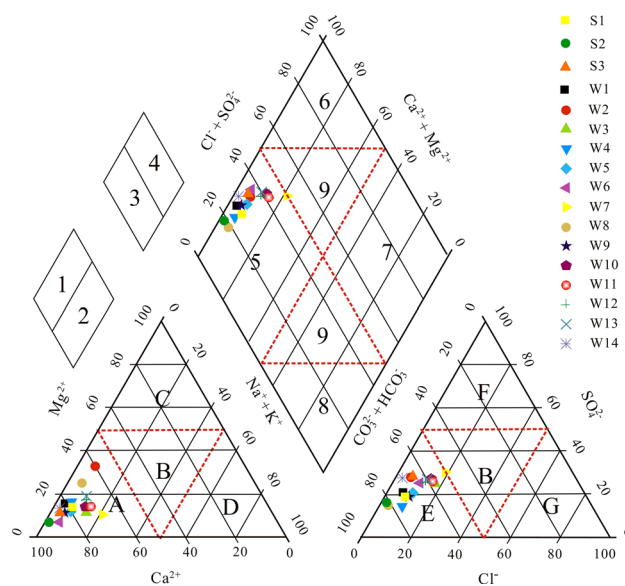 100
100
80
80
60
60
40
40
20
20
0
0
Cl⁻+SO₄²⁻
Ca²⁺+Mg²⁺
6
9
5
7
9
8
4
3
1
2
Na⁺+K⁺
CO₃²⁻+HCO₃⁻
100
0
80
20
60
40
40
60
20
80
0
100
Mg²⁺
C
B
A
D
100 80 60 40 20 0
Ca²⁺
100
0
80
20
60
40
40
60
20
80
0
100
SO₄²⁻
F
B
E
G
0 20 40 60 80 100
Cl⁻
S1
S2
S3
W1
W2
W3
W4
W5
W6
W7
W8
W9
W10
W11
W12
W13
W14